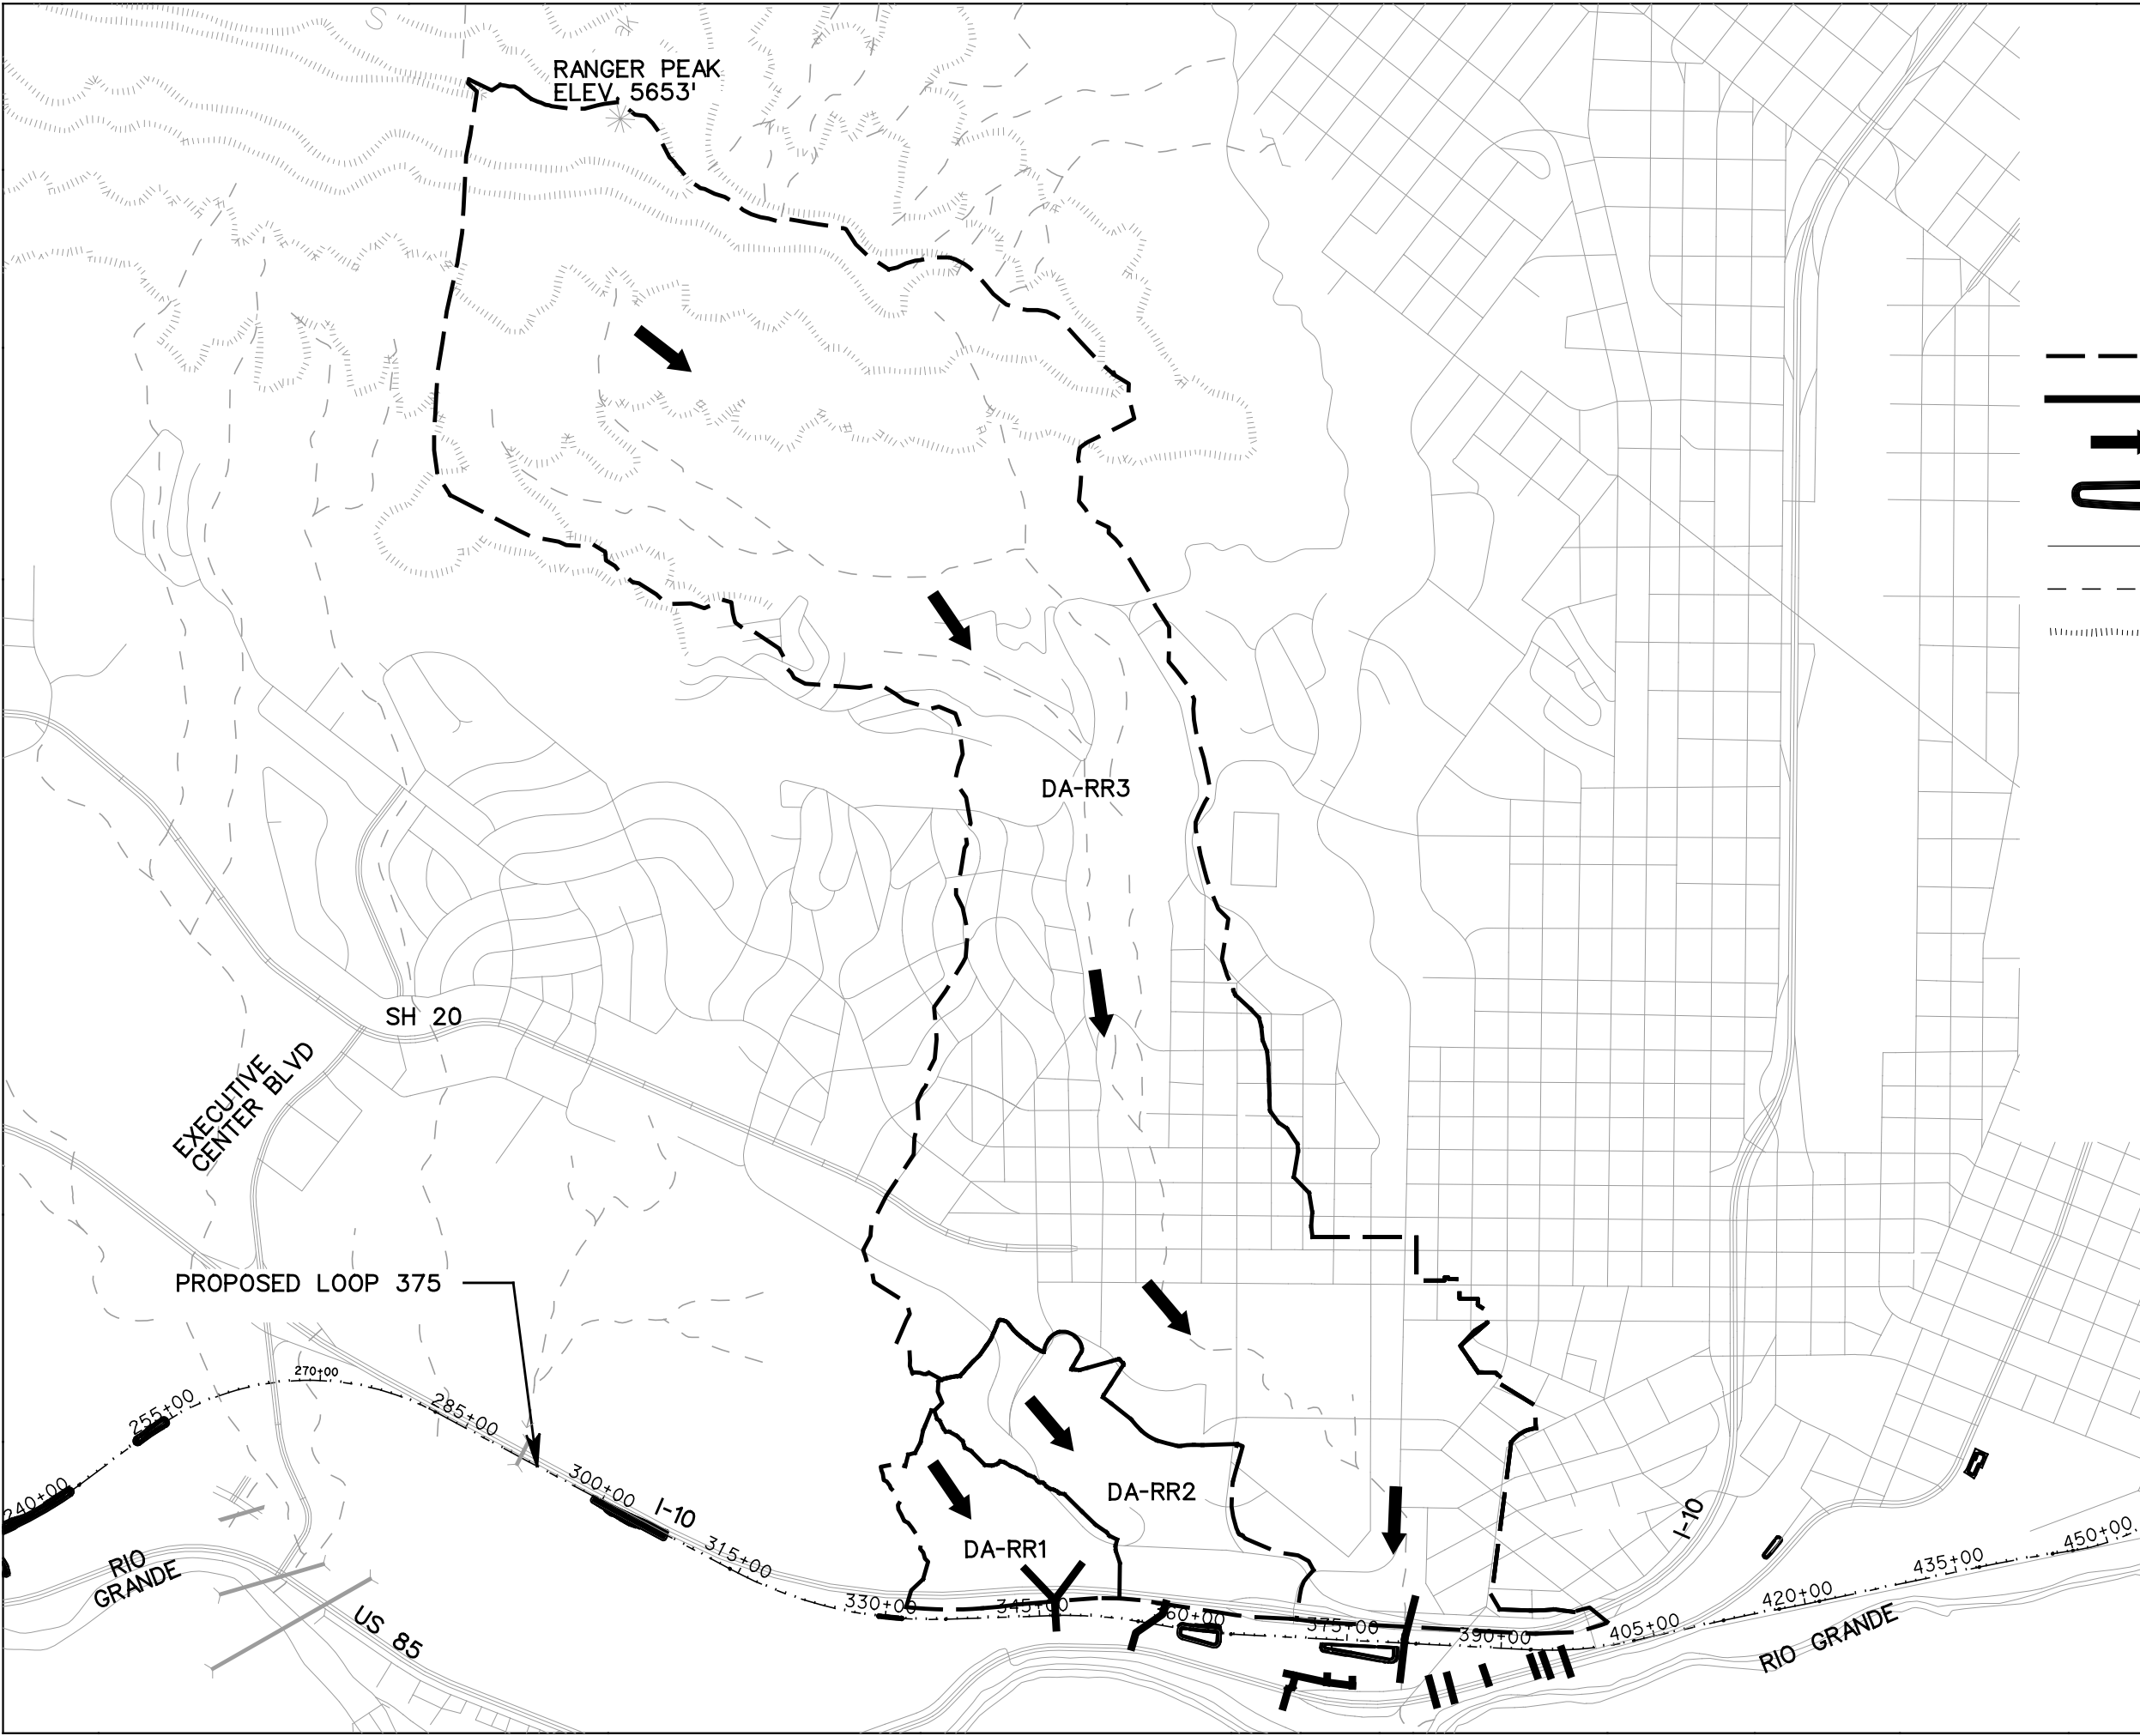 RANGER PEAK
ELEV 5653'
DA-RR3
SH 20
EXECUTIVE
CENTER BLVD
PROPOSED LOOP 375
270+00
255+00
285+00
240+00
300+00
I-10
315+00
330+00
345+00
360+00
375+00
390+00
405+00
420+00
435+00
450+00
DA-RR2
DA-RR1
I-10
RIO
GRANDE
US 85
RIO GRANDE